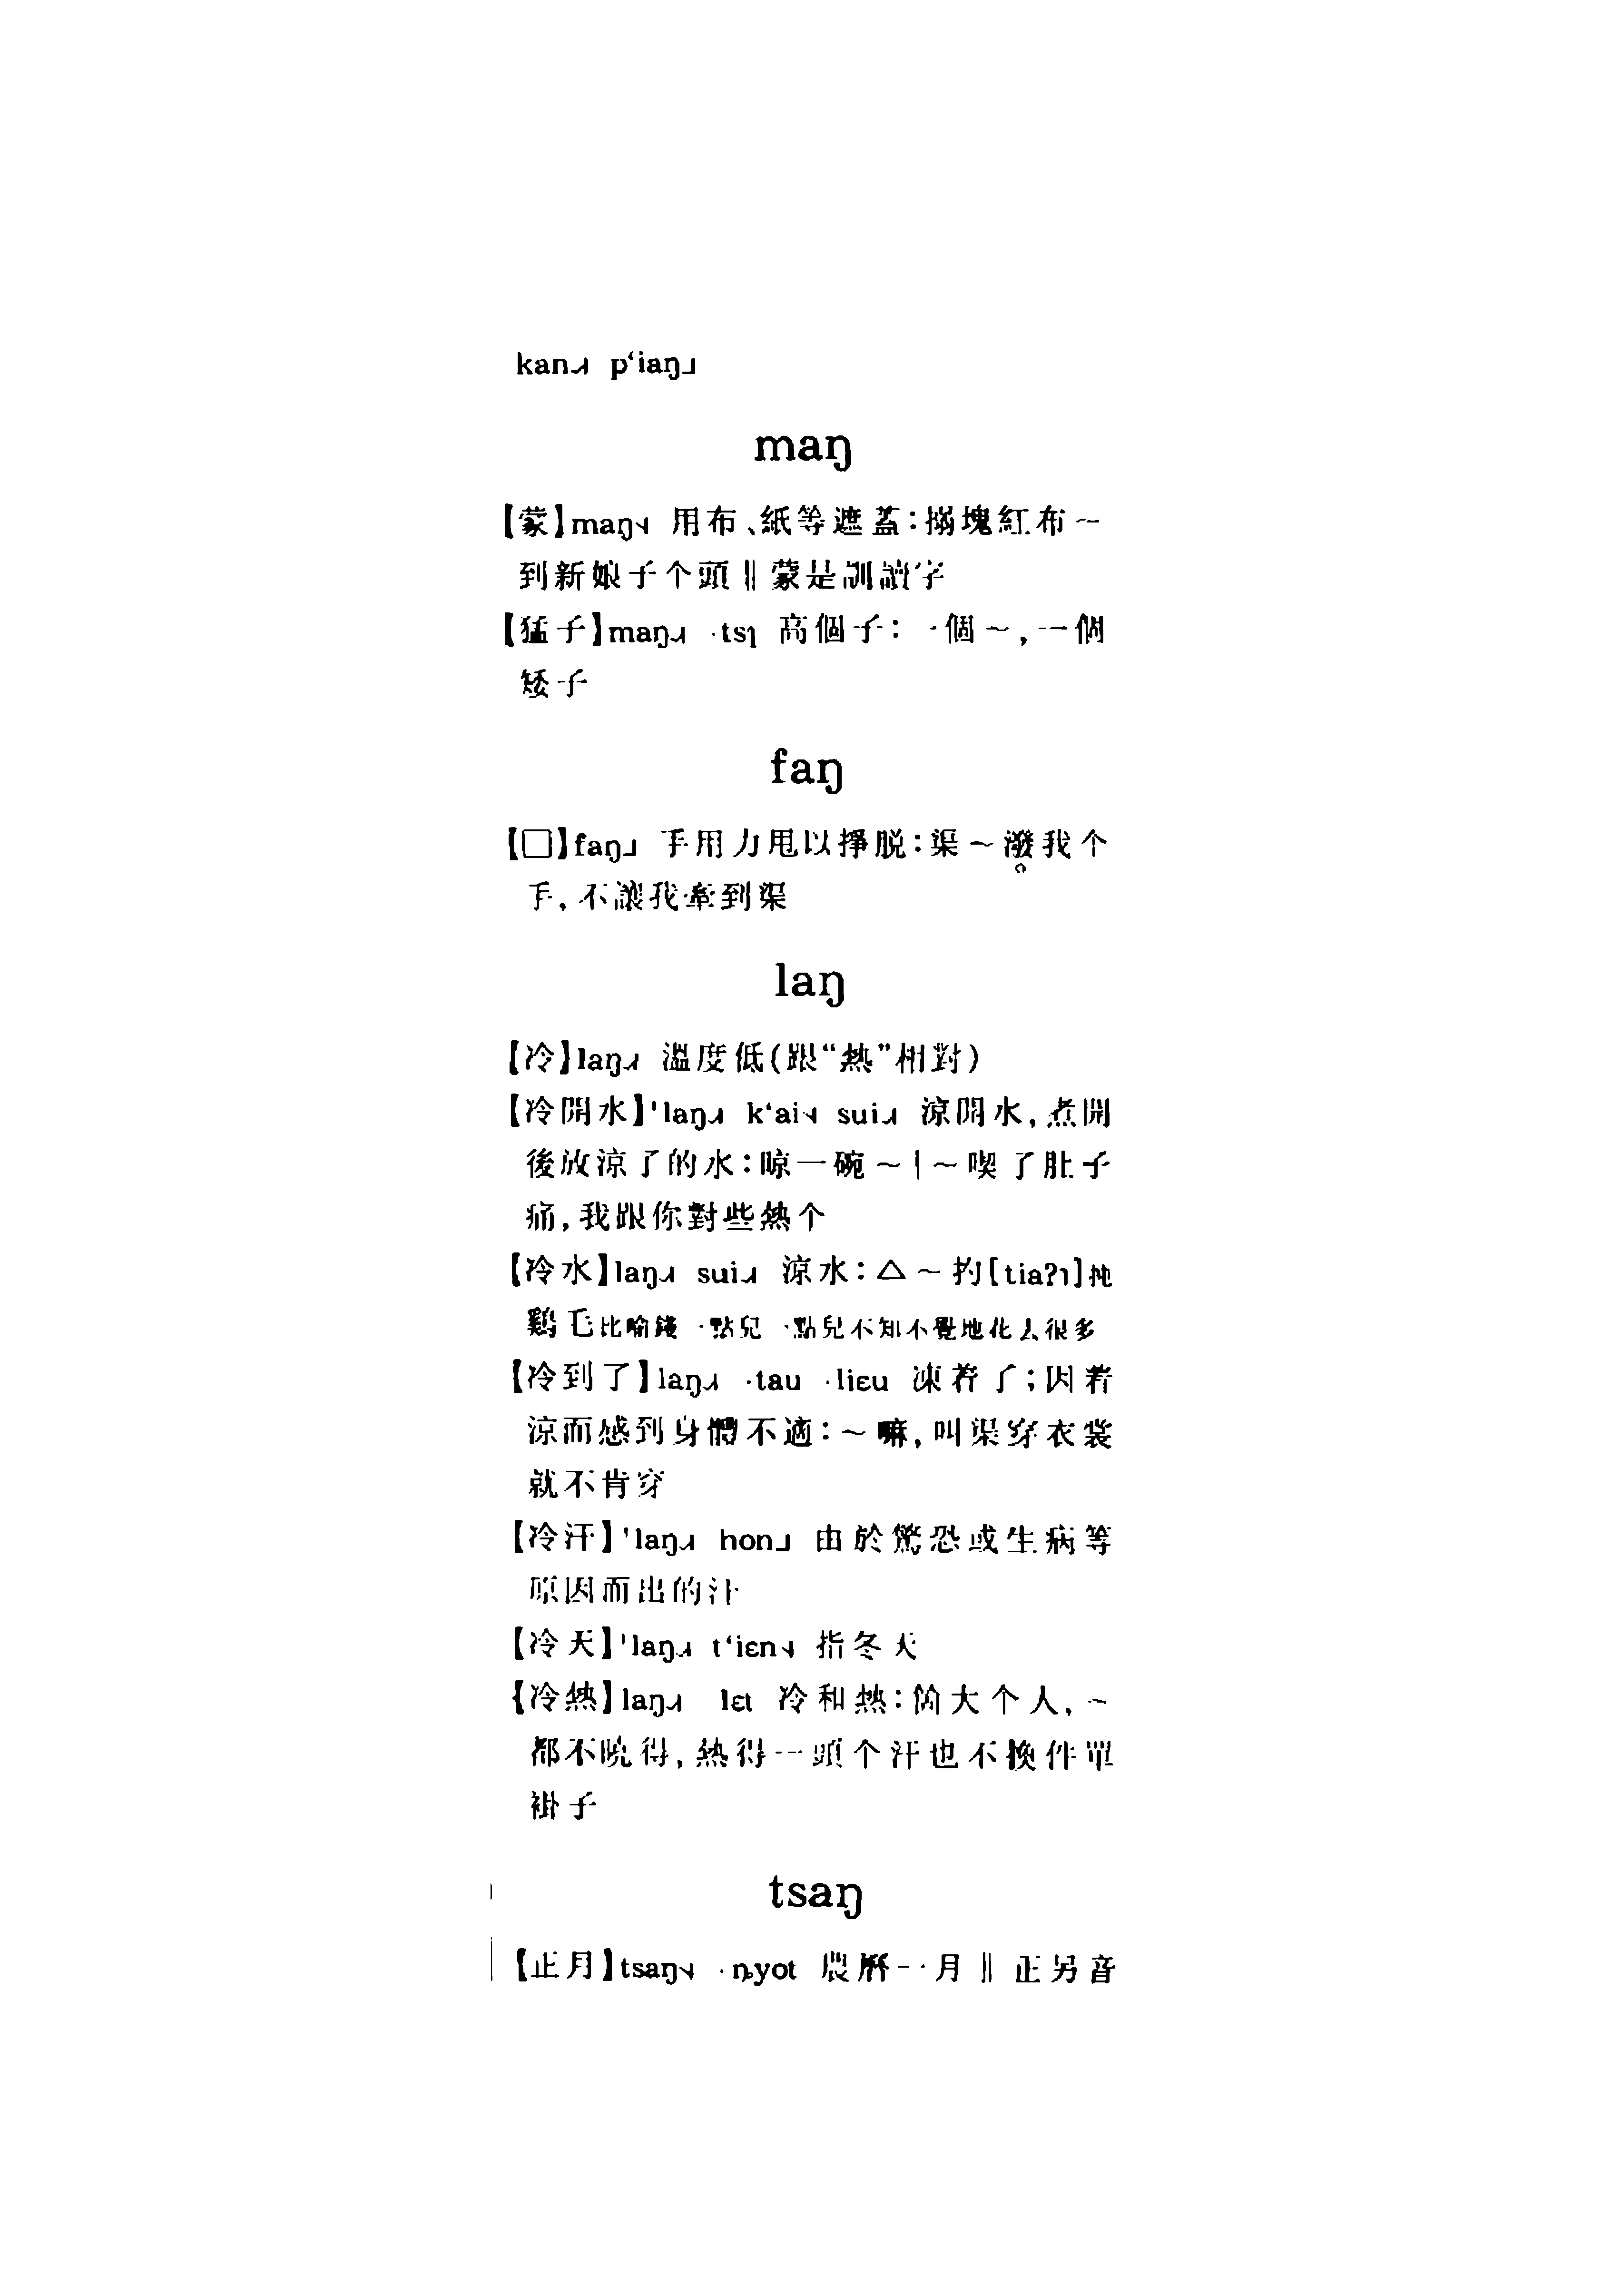 kan˨˩˧ p‘iaŋ˩
maŋ
【蒙】maŋ˦˨ 用布、紙等遮蓋：搦塊紅布～
到新娘子个頭‖蒙是訓讀字
【猛子】maŋ˨˩˧ ·tsɿ 高個子：一個～，一個
矮子
faŋ
【□】faŋ˩ 手用力甩以掙脱：渠～潑我个
手，不讓我牽到渠
laŋ
【冷】laŋ˨˩˧ 溫度低（跟“熱”相對）
【冷開水】ˈlaŋ˨˩˧ k‘ai˦˨ sui˨˩˧ 涼開水，煮開
後放涼了的水：晾一碗～｜～喫了肚子
痛，我跟你對些熱个
【冷水】laŋ˨˩˧ sui˨˩˧ 涼水：△～扚[tiaʔ˥]扽
鷄毛比喻錢一點兒一點兒不知不覺地花去很多
【冷到了】laŋ˨˩˧ ·tau ·liɛu 凍着了；因着
涼而感到身體不適：～嘛，叫渠穿衣裳
就不肯穿
【冷汗】ˈlaŋ˨˩˧ hon˩ 由於驚恐或生病等
原因而出的汗
【冷天】ˈlaŋ˨˩˧ t‘iɛn˦˨ 指冬天
【冷熱】laŋ˨˩˧ lɛt 冷和熱：簡大个人，～
都不曉得，熱得一頭个汗也不換件單
褂子
tsaŋ
【正月】tsaŋ˦˨ ·ȵyot 農曆一月‖正另音